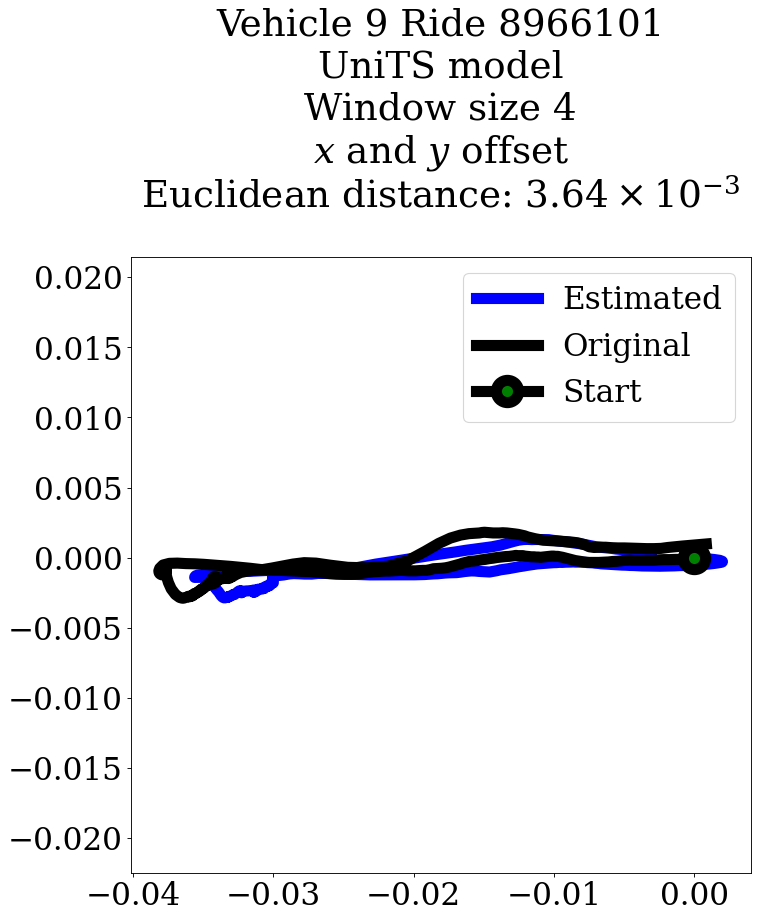 Vehicle 9 Ride 8966101
UniTS model
Window size 4
x and y offset
Euclidean distance: 3.64 × 10⁻³
Estimated
Original
Start
0.020
0.015
0.010
0.005
0.000
−0.005
−0.010
−0.015
−0.020
−0.04 −0.03 −0.02 −0.01 0.00